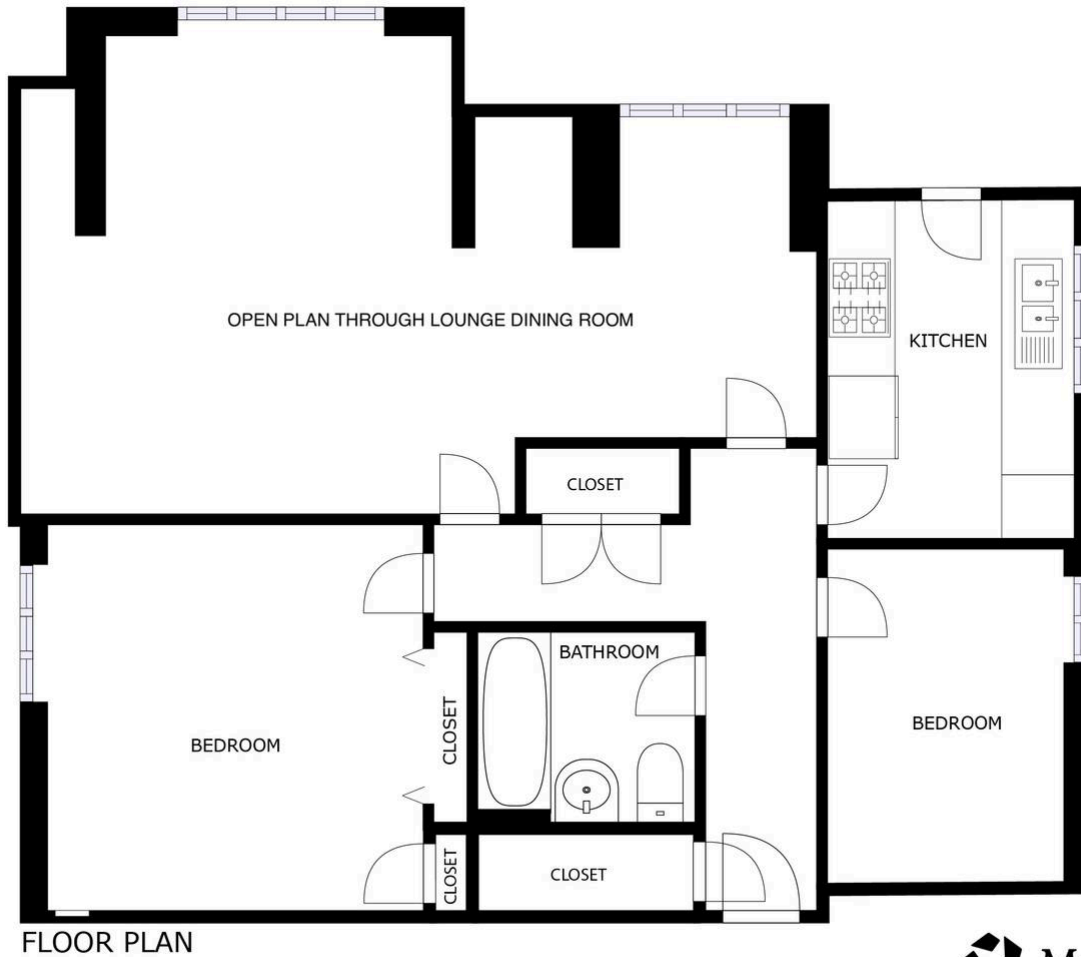 OPEN PLAN THROUGH LOUNGE DINING ROOM
KITCHEN
CLOSET
BATHROOM
CLOSET
BEDROOM
BEDROOM
CLOSET
CLOSET
FLOOR PLAN
M